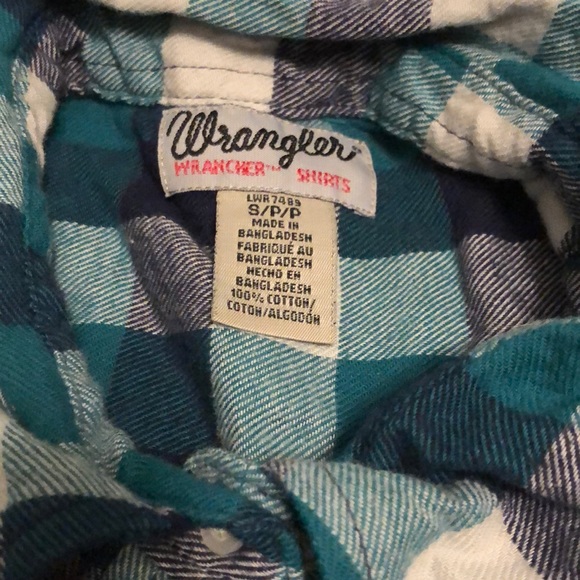 Wrangler
WRANCHER™ SHIRTS
LWR748S
S/P/P
MADE IN
BANGLADESH
FABRIQUÉ AU
BANGLADESH
HECHO EN
BANGLADESH
100% COTTON/
COTON/ALGODÓN